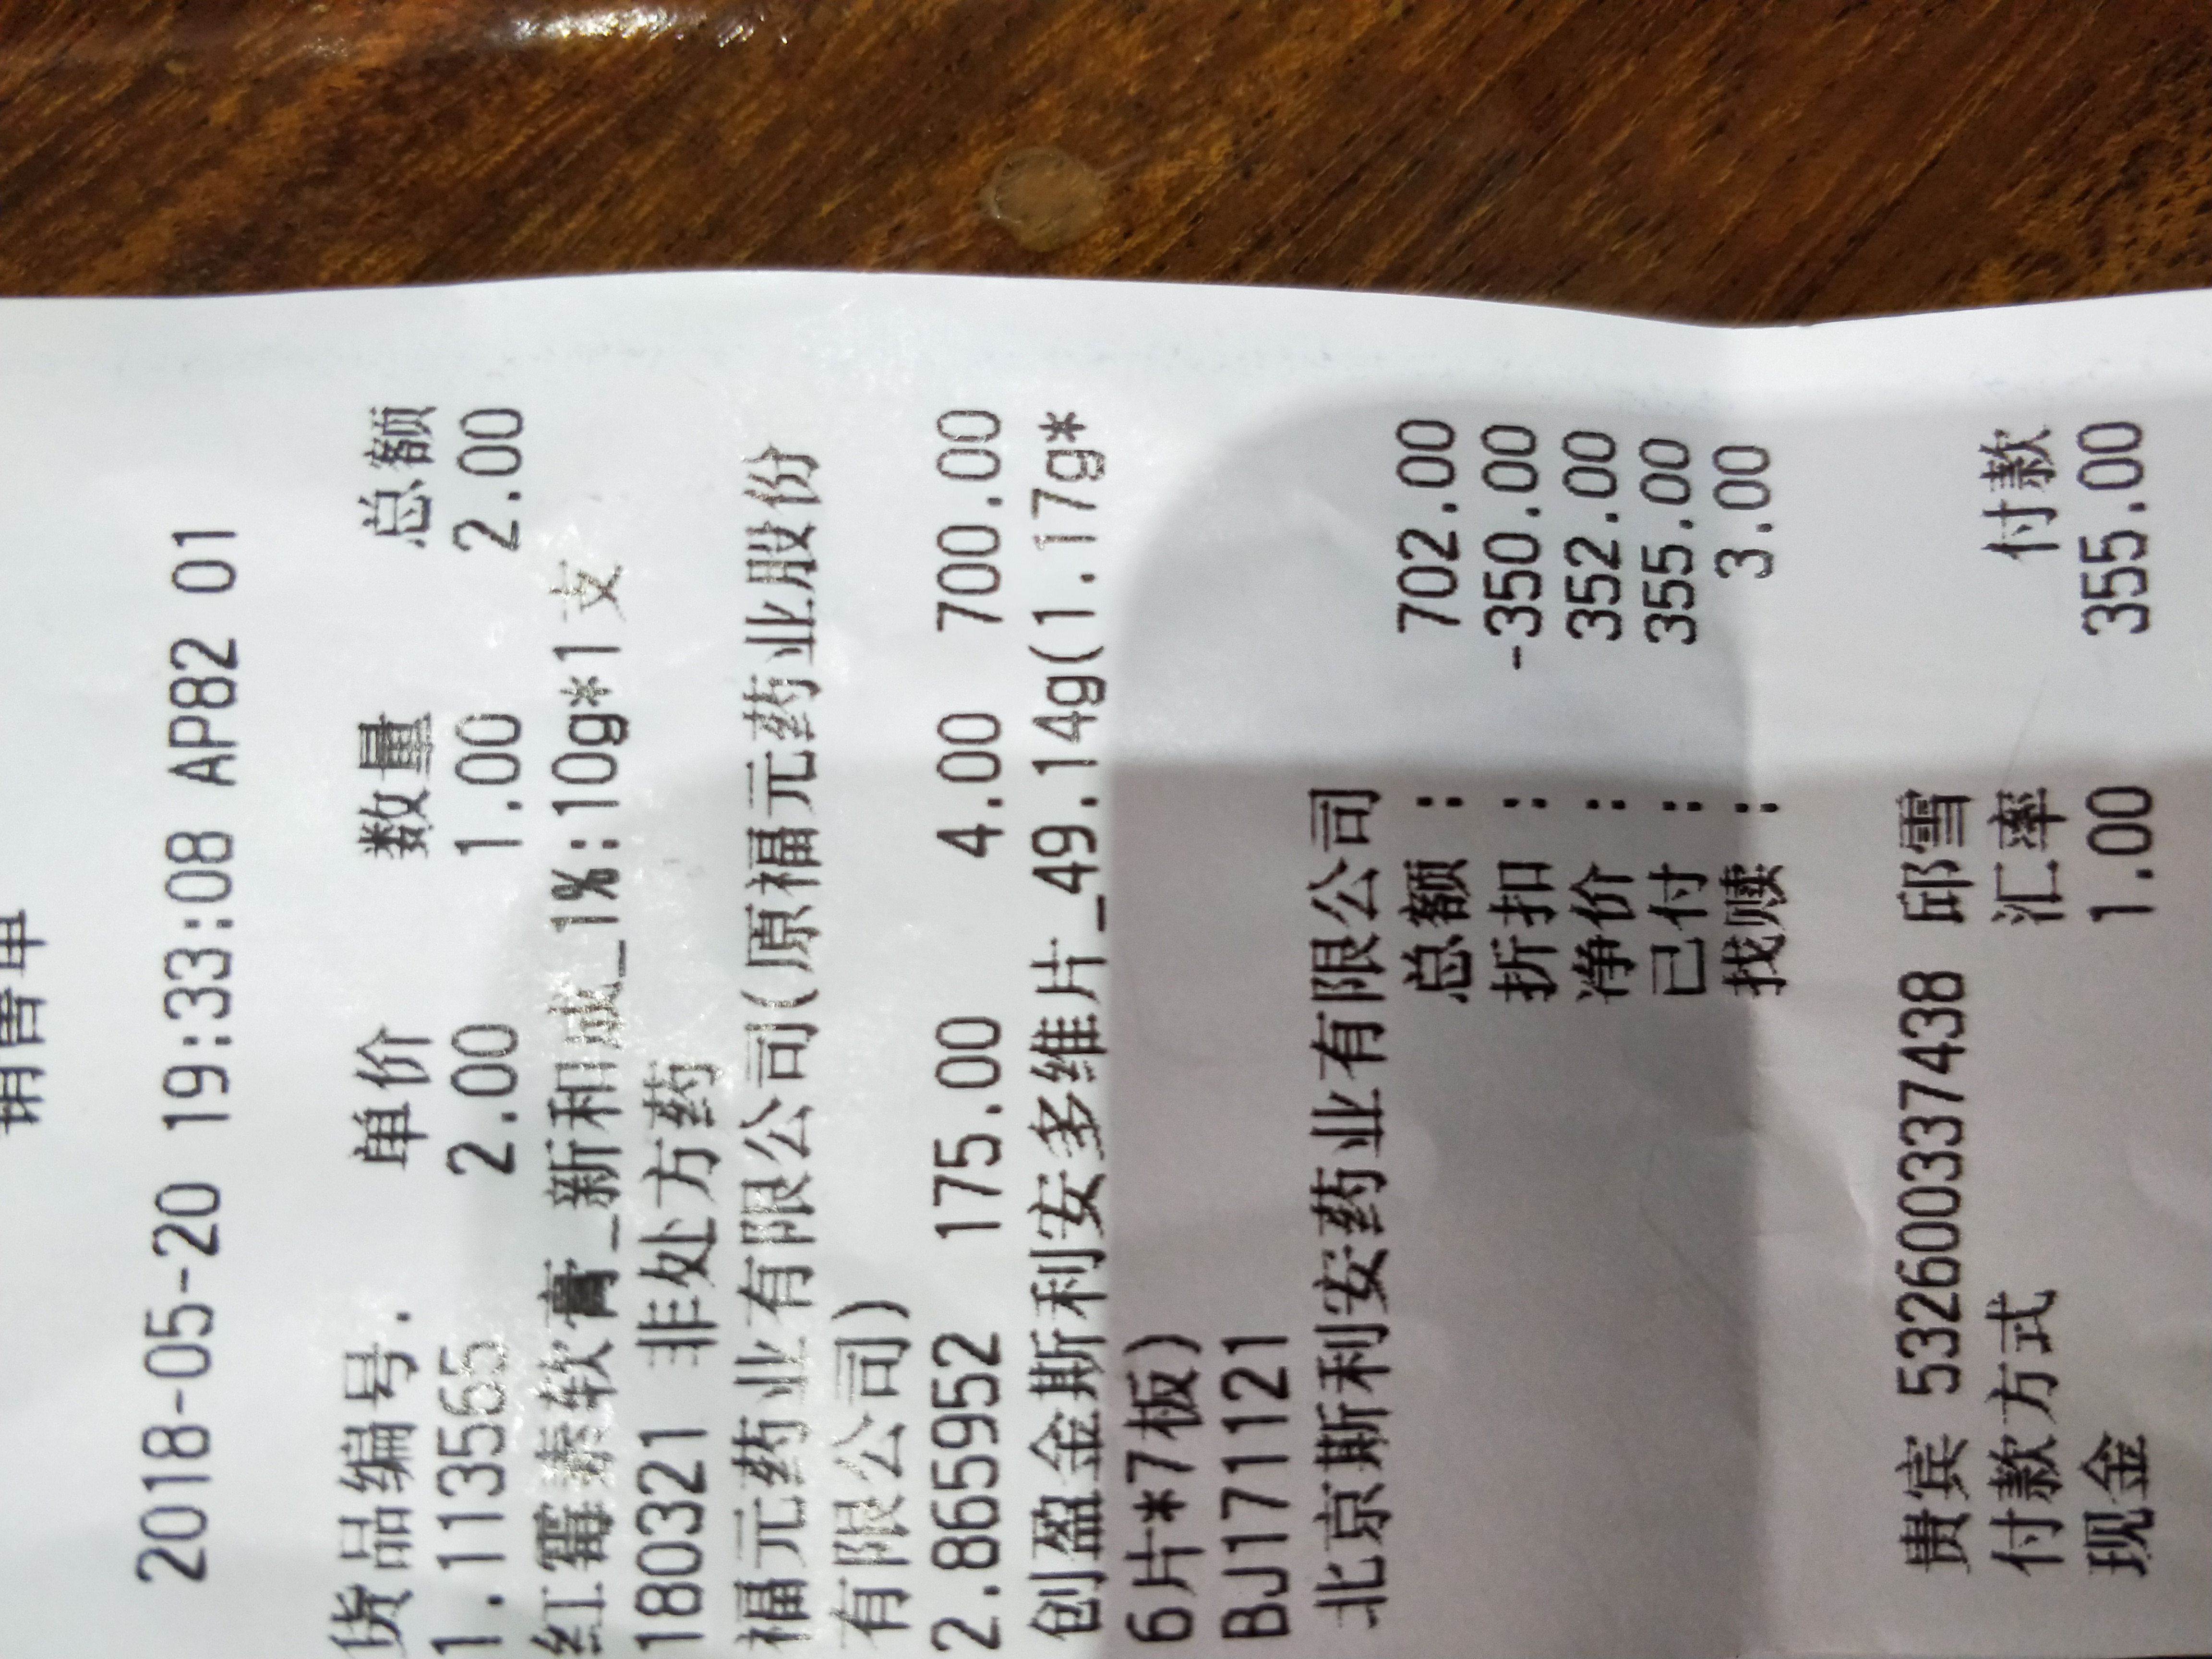 销售单
2018-05-20 19:33:08 AP82 01
货品编号. 单价 数量 总额
1.113565 2.00 1.00 2.00
红霉素软膏_新和成_1%:10g*1支
180321 非处方药
福元药业有限公司(原福元药业股份
有限公司)
2.865952 175.00 4.00 700.00
创盈金斯利安多维片_49.14g(1.17g*
6片*7板)
BJ171121
北京斯利安药业有限公司
总额 : 702.00
折扣 : -350.00
净价 : 352.00
已付 : 355.00
找赎 : 3.00
贵宾 5326000337438 邱雪
付款方式 汇率 付款
现金 1.00 355.00